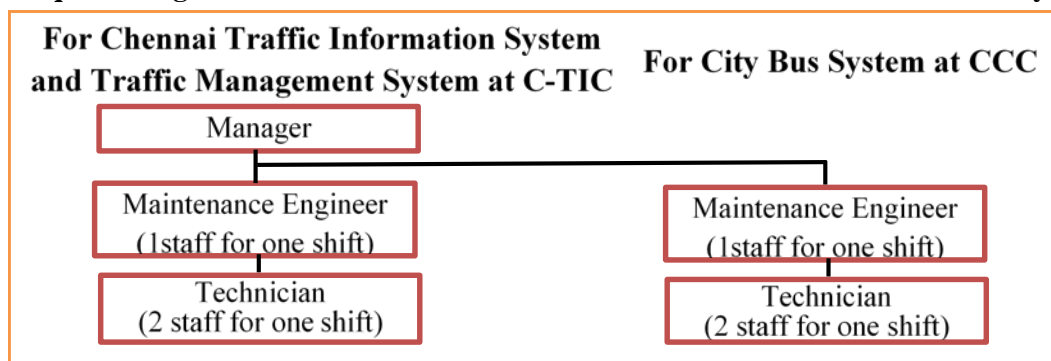 For Chennai Traffic Information System
and Traffic Management System at C-TIC
For City Bus System at CCC
Manager
Maintenance Engineer
(1staff for one shift)
Technician
(2 staff for one shift)
Maintenance Engineer
(1staff for one shift)
Technician
(2 staff for one shift)